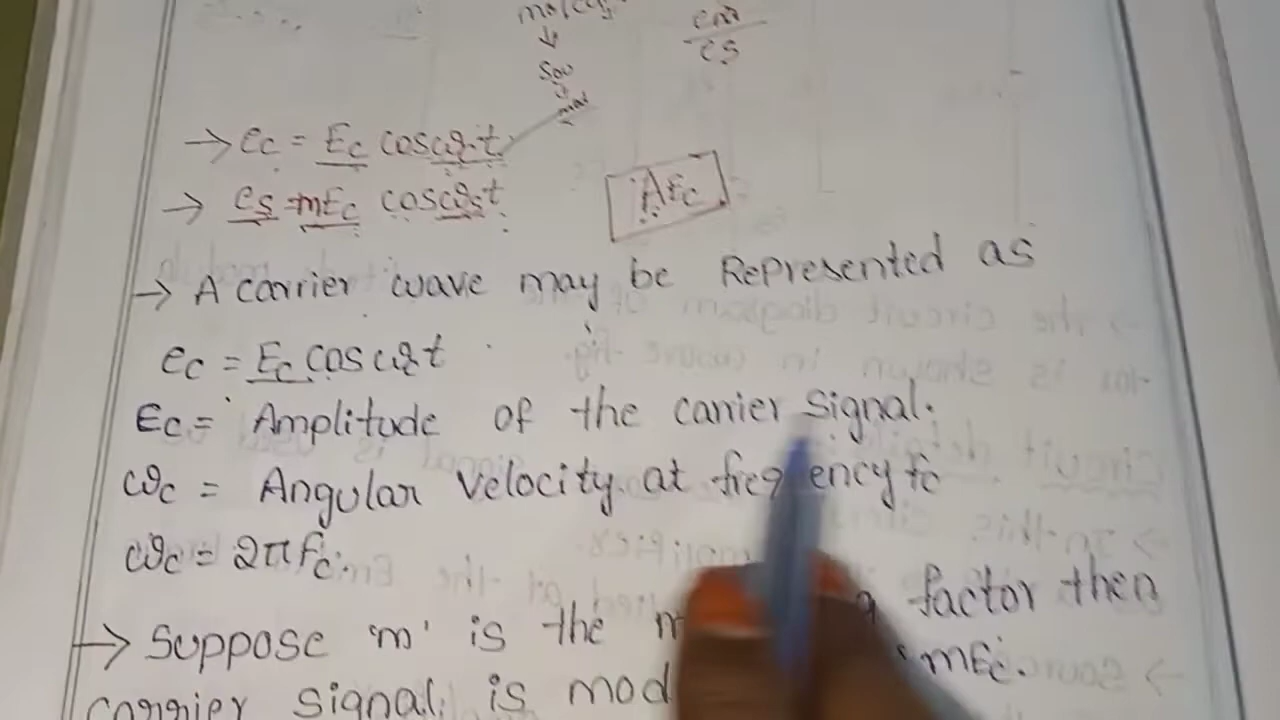 em
es
→ ec = Ec cosωct
→ es = mEc cosωst
AEc
→ A carrier wave may be Represented as
ec = Ec cosωct
Ec = Amplitude of the carrier signal.
ωc = Angular velocity at frequency fc
ωc = 2πfc.
→ Suppose 'm' is the factor then
carrier signal is mEc.